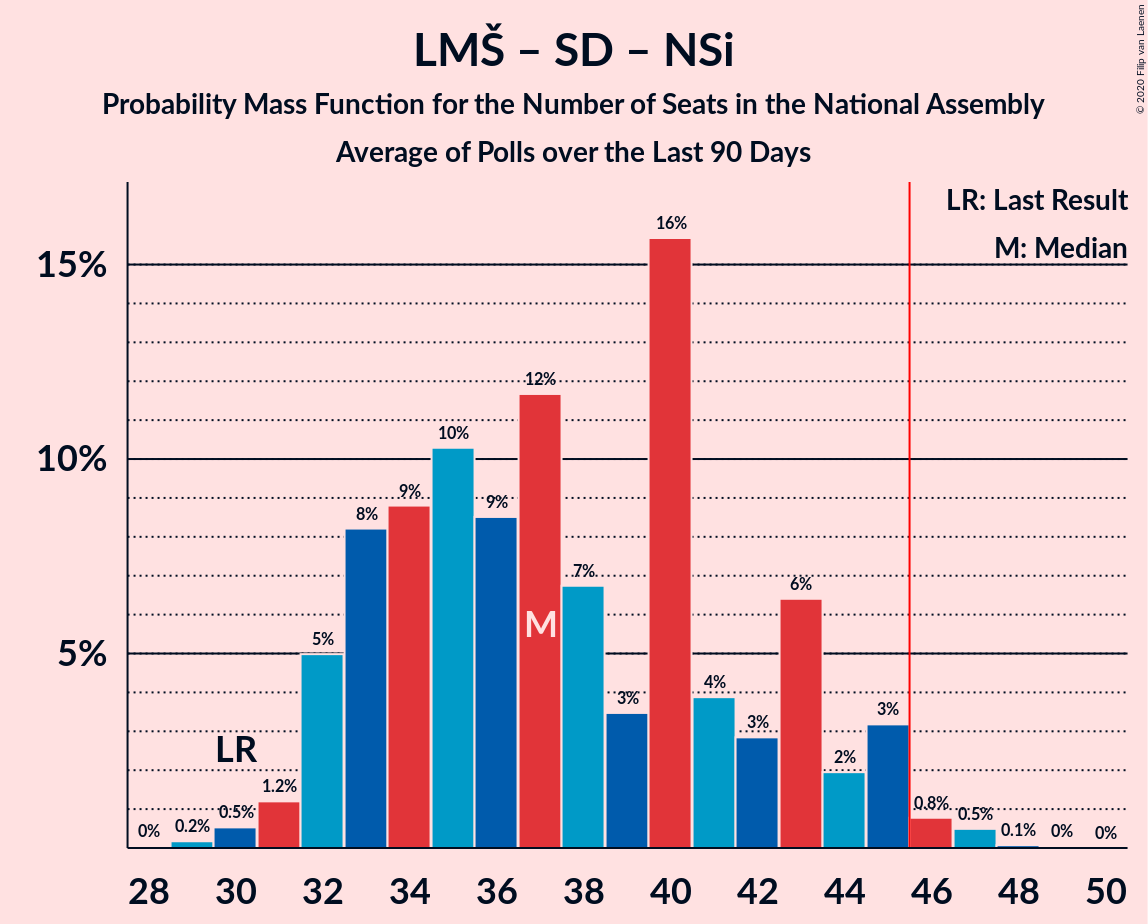 LMŠ – SD – NSi
Probability Mass Function for the Number of Seats in the National Assembly
Average of Polls over the Last 90 Days
© 2020 Filip van Laenen
LR: Last Result
M: Median
15%
10%
5%
0%
0.2%
0.5%
1.2%
5%
8%
9%
10%
9%
12%
7%
3%
16%
4%
3%
6%
2%
3%
0.8%
0.5%
0.1%
0%
0%
LR
M
28 30 32 34 36 38 40 42 44 46 48 50